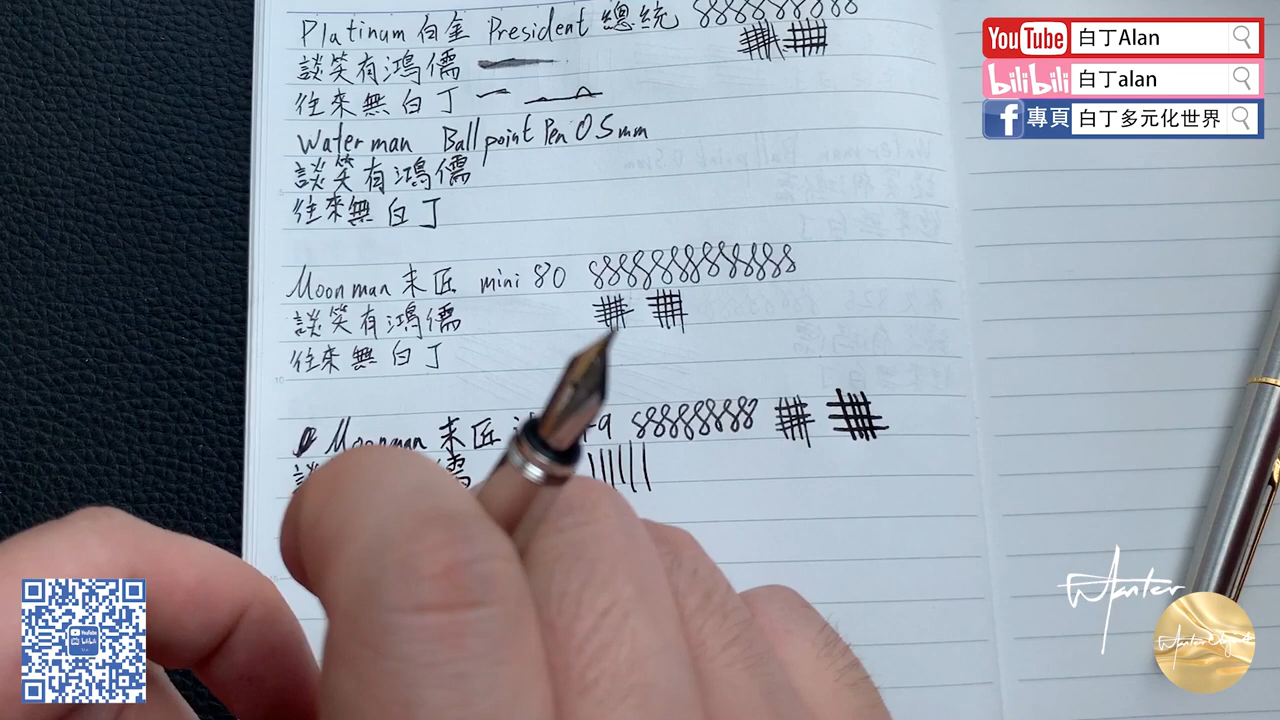 Platinum 白金 President 總統
談笑有鴻儒
往來無白丁
Waterman Ballpoint Pen 0.5mm
談笑有鴻儒
往來無白丁
Moonman 末匠 mini 80
談笑有鴻儒
往來無白丁
Moonman 末匠
談 儒
YouTube 白丁Alan
bilibili 白丁alan
f 專頁 白丁多元化世界